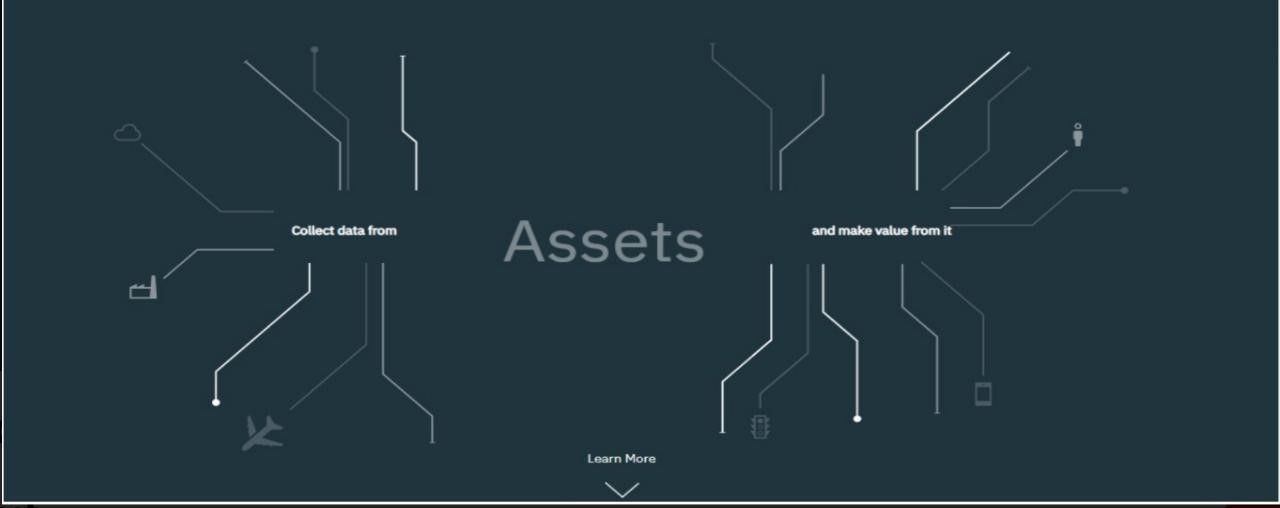 Collect data from
Assets
and make value from it
Learn More